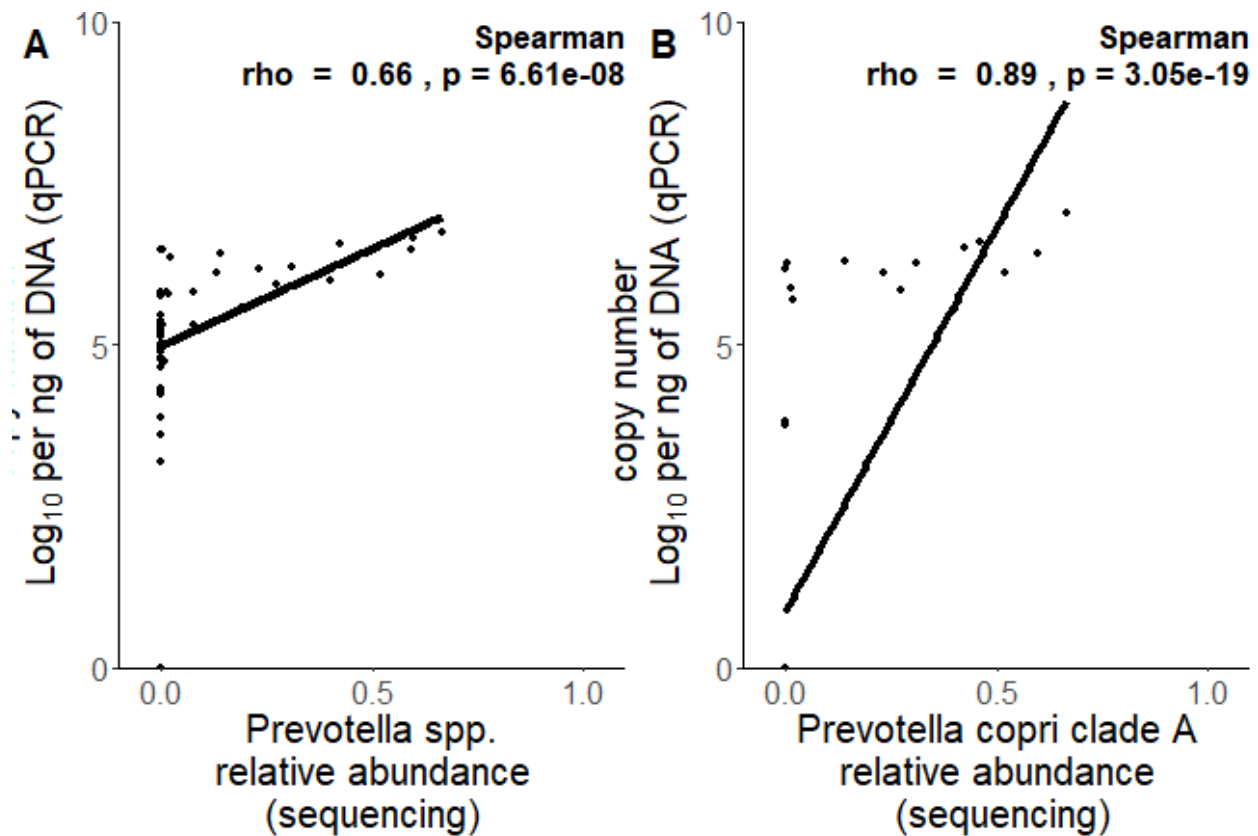 A
Spearman
rho = 0.66 , p = 6.61e-08
10
5
0
Log10 per ng of DNA (qPCR)
0.0 0.5 1.0
Prevotella spp.
relative abundance
(sequencing)
B
Spearman
rho = 0.89 , p = 3.05e-19
10
5
0
copy number
Log10 per ng of DNA (qPCR)
0.0 0.5 1.0
Prevotella copri clade A
relative abundance
(sequencing)